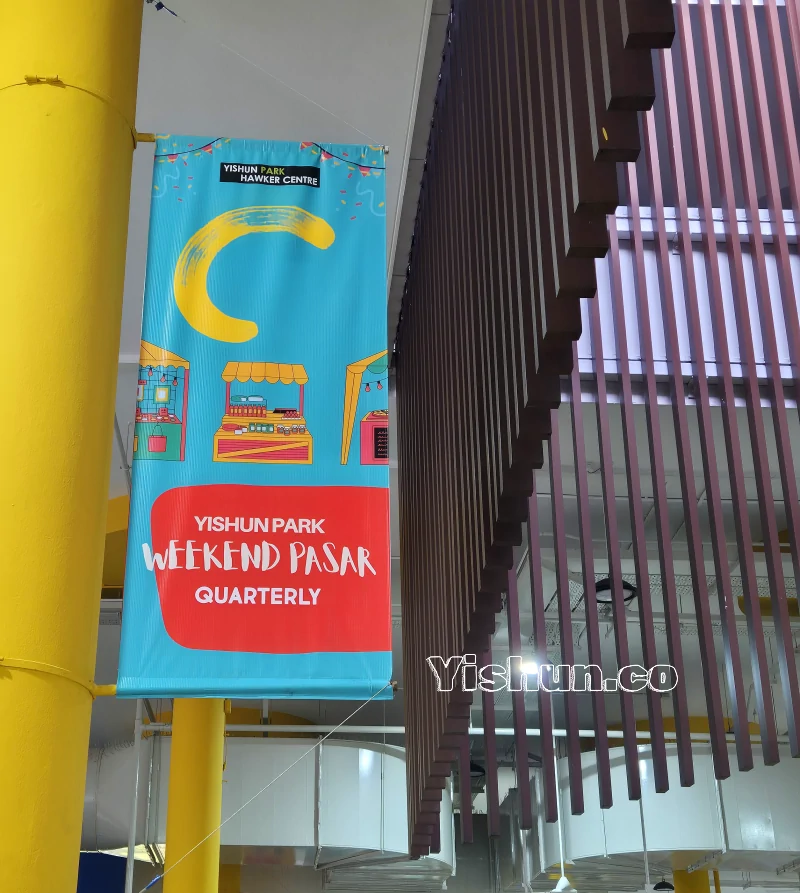 YISHUN PARK
HAWKER CENTRE
YISHUN PARK
WEEKEND PASAR
QUARTERLY
Yishun.co